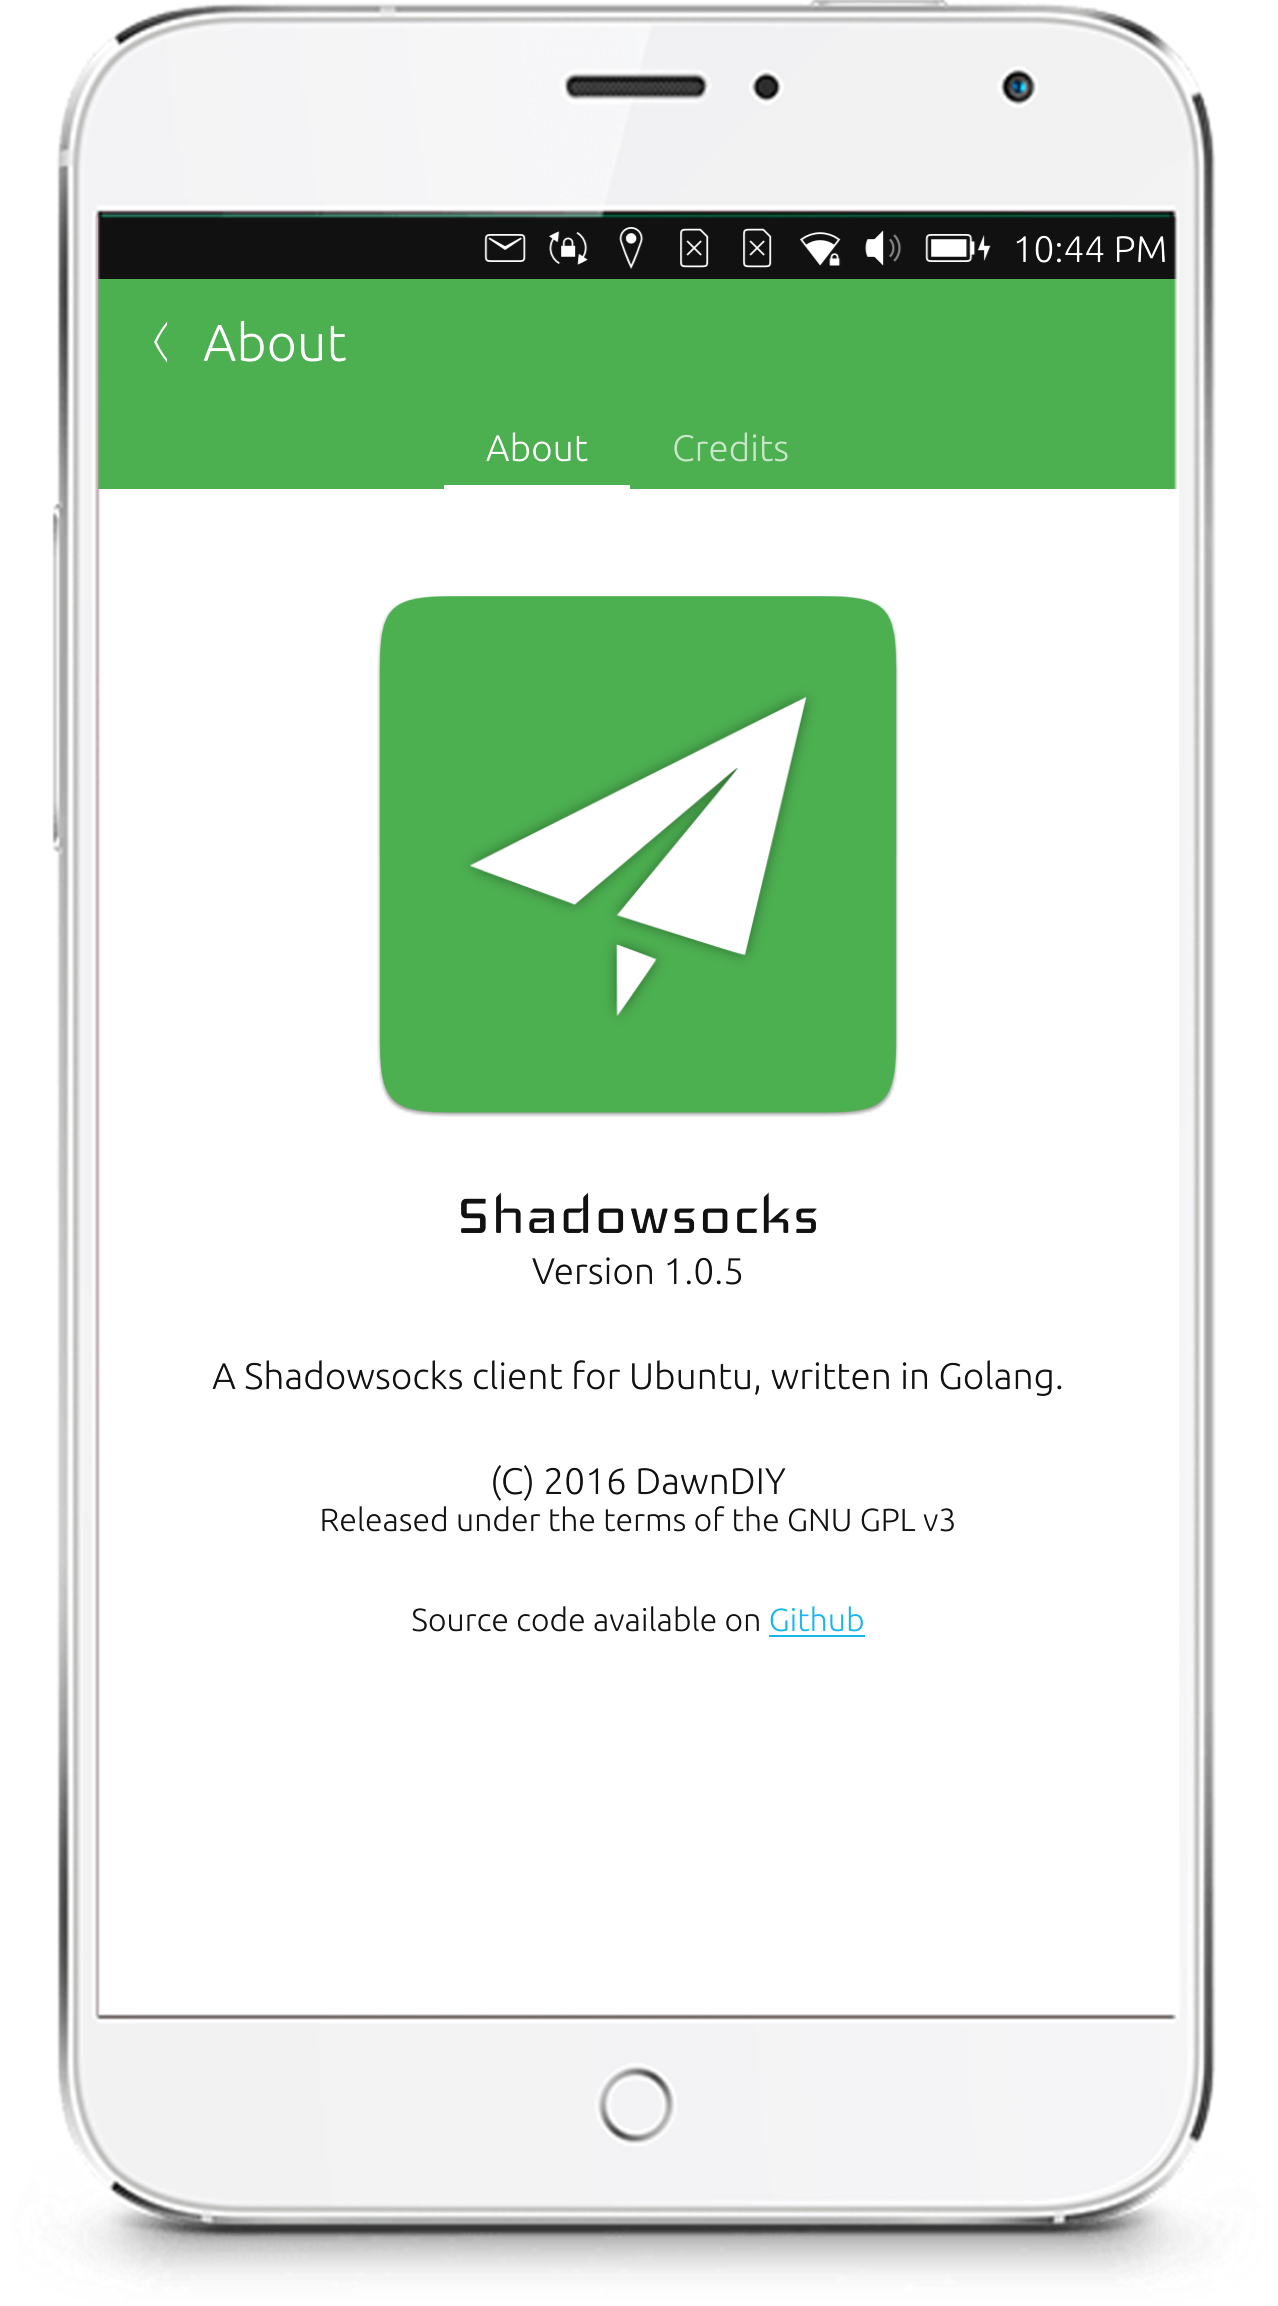 10:44 PM
About
About Credits
Shadowsocks
Version 1.0.5
A Shadowsocks client for Ubuntu, written in Golang.
(C) 2016 DawnDIY
Released under the terms of the GNU GPL v3
Source code available on Github